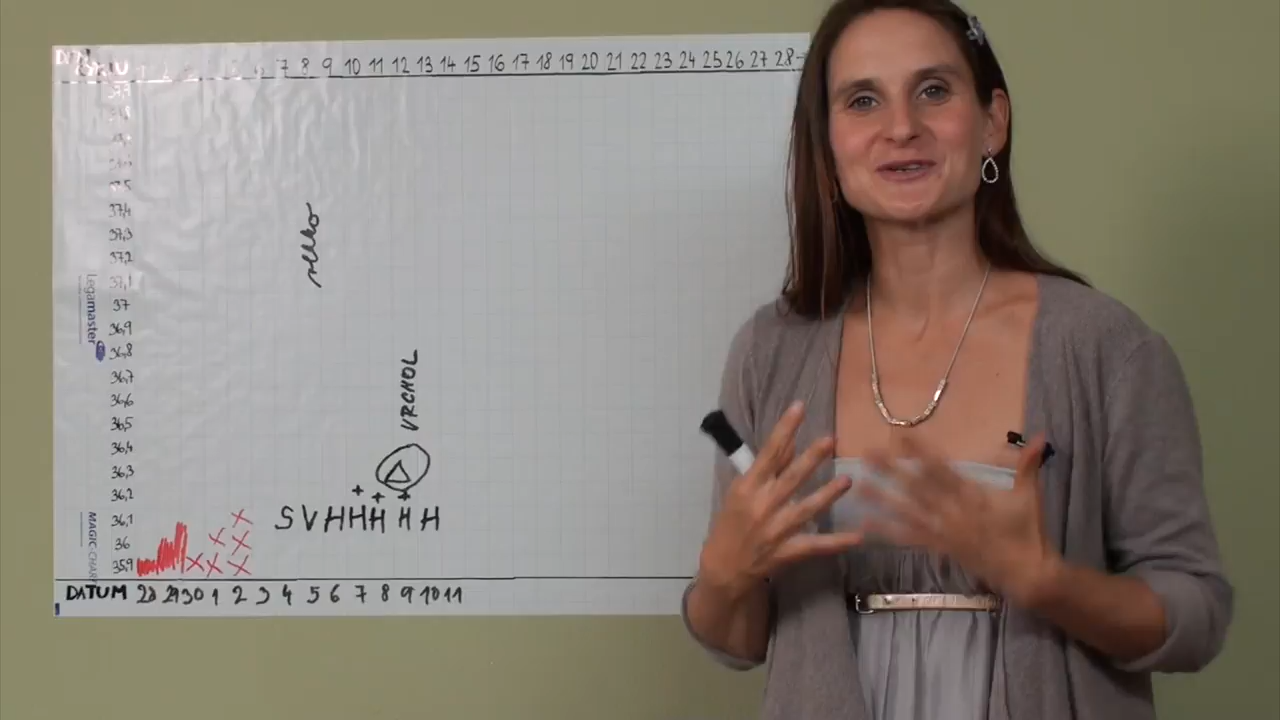 7 8 9 10 11 12 13 14 15 16 17 18 19 20 21 22 23 24 25 26 27 28
37,4
37,3
37,2
37,1
37
36,9
36,8
36,7
36,6
36,5
36,4
36,3
36,2
36,1
36
35,9
Legamaster
MAGIC-CHART
VRCHOL
+ + +
S V H H H H H
DATUM 28 29 30 1 2 3 4 5 6 7 8 9 10 11